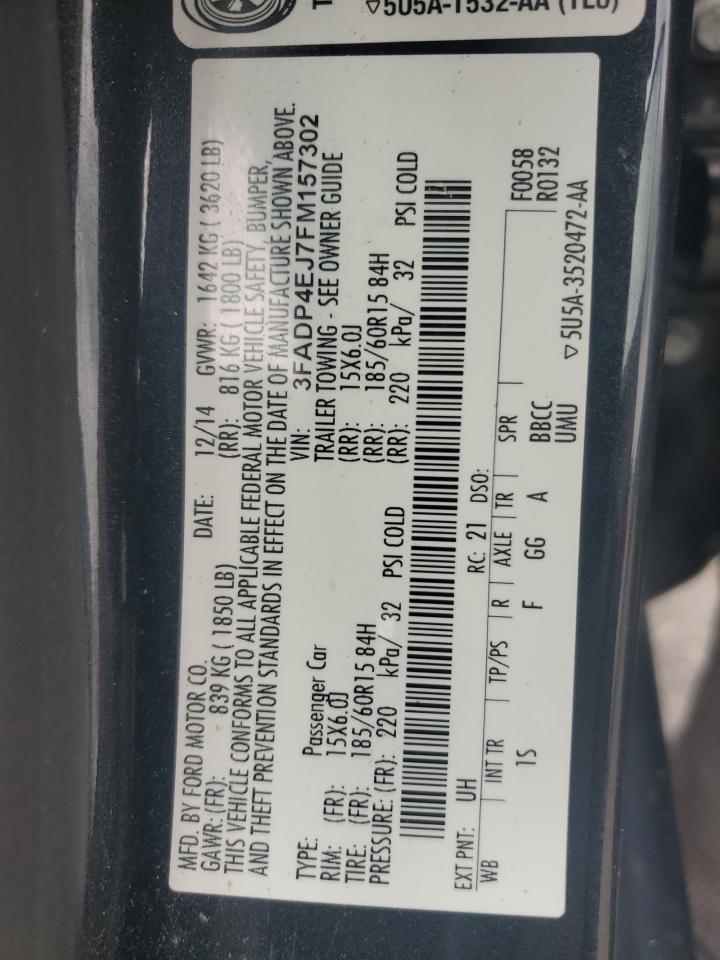 ▽5U5A-1532-AA (TEU)
MFD. BY FORD MOTOR CO. DATE: 12/14 GVWR: 1642 KG ( 3620 LB)
GAWR: (FR): 839 KG ( 1850 LB) (RR): 816 KG ( 1800 LB)
THIS VEHICLE CONFORMS TO ALL APPLICABLE FEDERAL MOTOR VEHICLE SAFETY, BUMPER,
AND THEFT PREVENTION STANDARDS IN EFFECT ON THE DATE OF MANUFACTURE SHOWN ABOVE.
VIN: 3FADP4EJ7FM157302
TYPE: Passenger Car TRAILER TOWING - SEE OWNER GUIDE
RIM: (FR): 15X6.0J (RR): 15X6.0J
TIRE: (FR): 185/60R15 84H (RR): 185/60R15 84H
PRESSURE: (FR): 220 kPa/ 32 PSI COLD (RR): 220 kPa/ 32 PSI COLD
EXT PNT: UH RC: 21 DSO: F0058
WB INT TR TP/PS R AXLE TR SPR R0132
1S F GG A BBCC
UMU
▽5U5A-3520472-AA